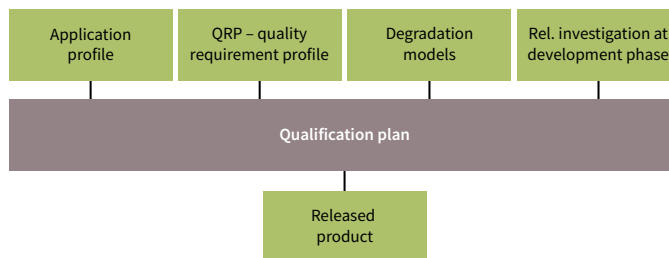 Application
profile
QRP – quality
requirement profile
Degradation
models
Rel. investigation at
development phase
Qualification plan
Released
product